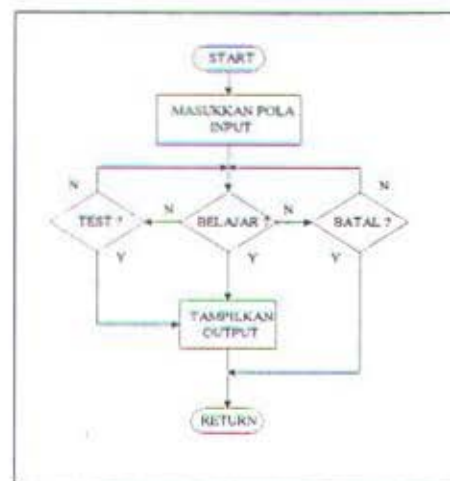 START
MASUKKAN POLA
INPUT
N
N
TEST ?
N
BELAJAR ?
N
BATAL ?
Y
Y
Y
TAMPILKAN
OUTPUT
RETURN